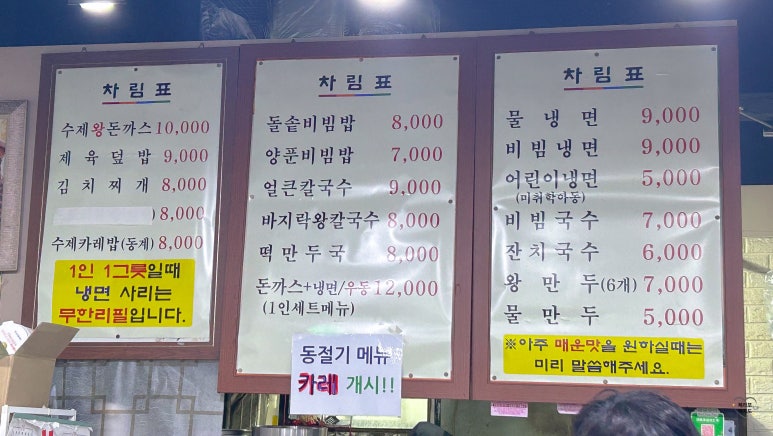 차림표
수제왕돈까스 10,000
제육덮밥 9,000
김치찌개 8,000
) 8,000
수제카레밥(동계) 8,000
1인 1그릇일때
냉면 사리는
무한리필입니다.
차림표
돌솥비빔밥 8,000
양푼비빔밥 7,000
얼큰칼국수 9,000
바지락왕칼국수 8,000
떡만두국 8,000
돈까스+냉면/우동 12,000
(1인세트메뉴)
동절기 메뉴
카레 개시!!
차림표
물냉면 9,000
비빔냉면 9,000
어린이냉면 5,000
(미취학아동)
비빔국수 7,000
잔치국수 6,000
왕만두(6개) 7,000
물만두 5,000
※아주 매운맛을 원하실때는
미리 말씀해주세요.